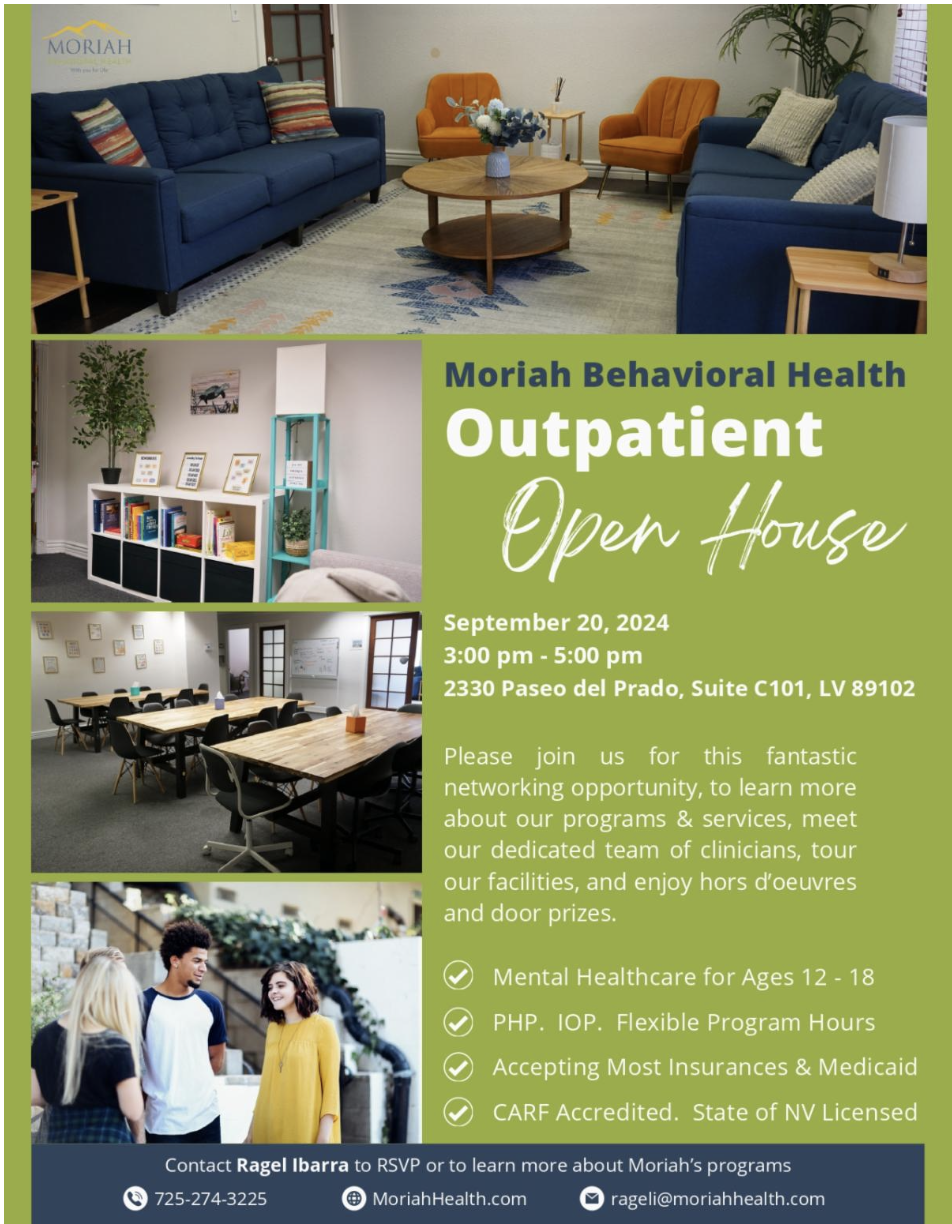 MORIAH
BEHAVIORAL HEALTH
Moriah Behavioral Health
Outpatient
Open House
September 20, 2024
3:00 pm - 5:00 pm
2330 Paseo del Prado, Suite C101, LV 89102
Please join us for this fantastic
networking opportunity, to learn more
about our programs & services, meet
our dedicated team of clinicians, tour
our facilities, and enjoy hors d’oeuvres
and door prizes.
Mental Healthcare for Ages 12 - 18
PHP. IOP. Flexible Program Hours
Accepting Most Insurances & Medicaid
CARF Accredited. State of NV Licensed
Contact Ragel Ibarra to RSVP or to learn more about Moriah’s programs
725-274-3225
MoriahHealth.com
rageli@moriahhealth.com